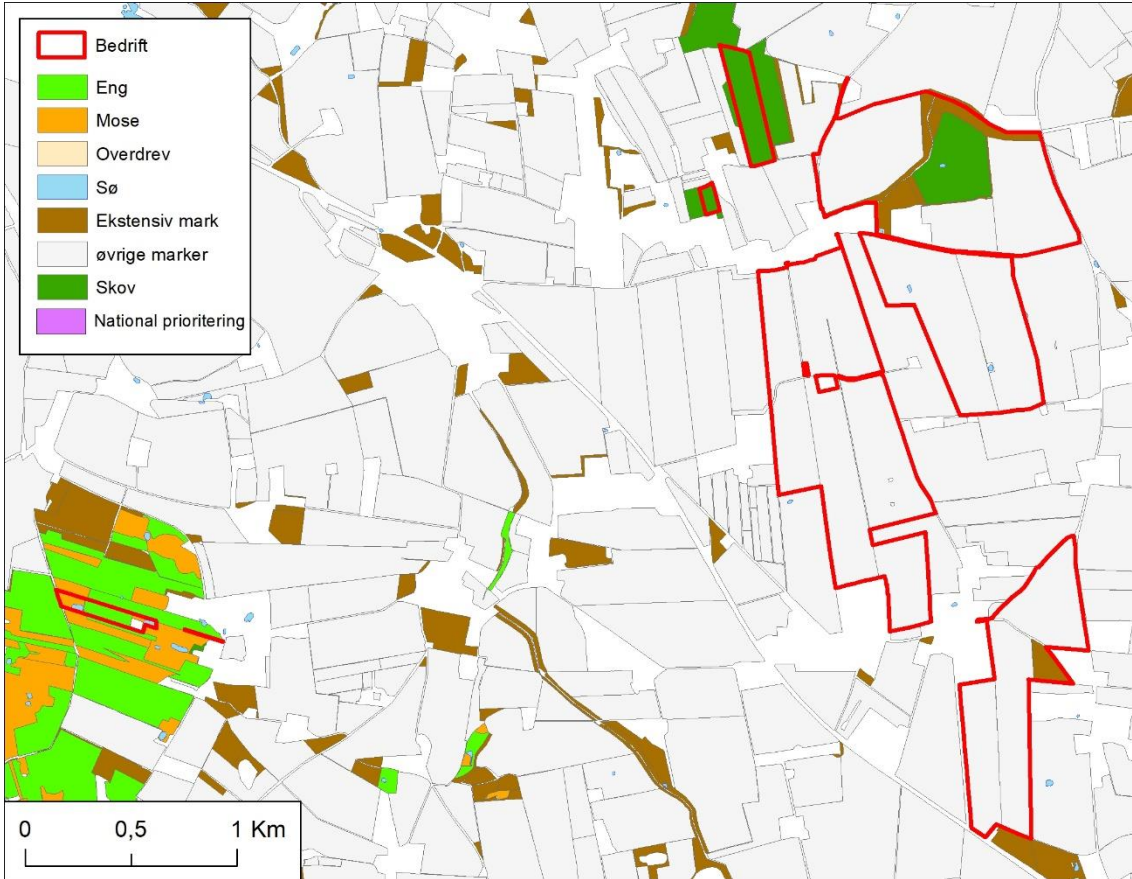 Bedrift
Eng
Mose
Overdrev
Sø
Ekstensiv mark
øvrige marker
Skov
National prioritering
0 0,5 1 Km